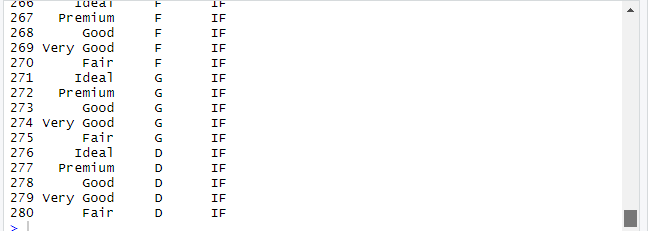 266 Ideal F IF
267 Premium F IF
268 Good F IF
269 Very Good F IF
270 Fair F IF
271 Ideal G IF
272 Premium G IF
273 Good G IF
274 Very Good G IF
275 Fair G IF
276 Ideal D IF
277 Premium D IF
278 Good D IF
279 Very Good D IF
280 Fair D IF
>